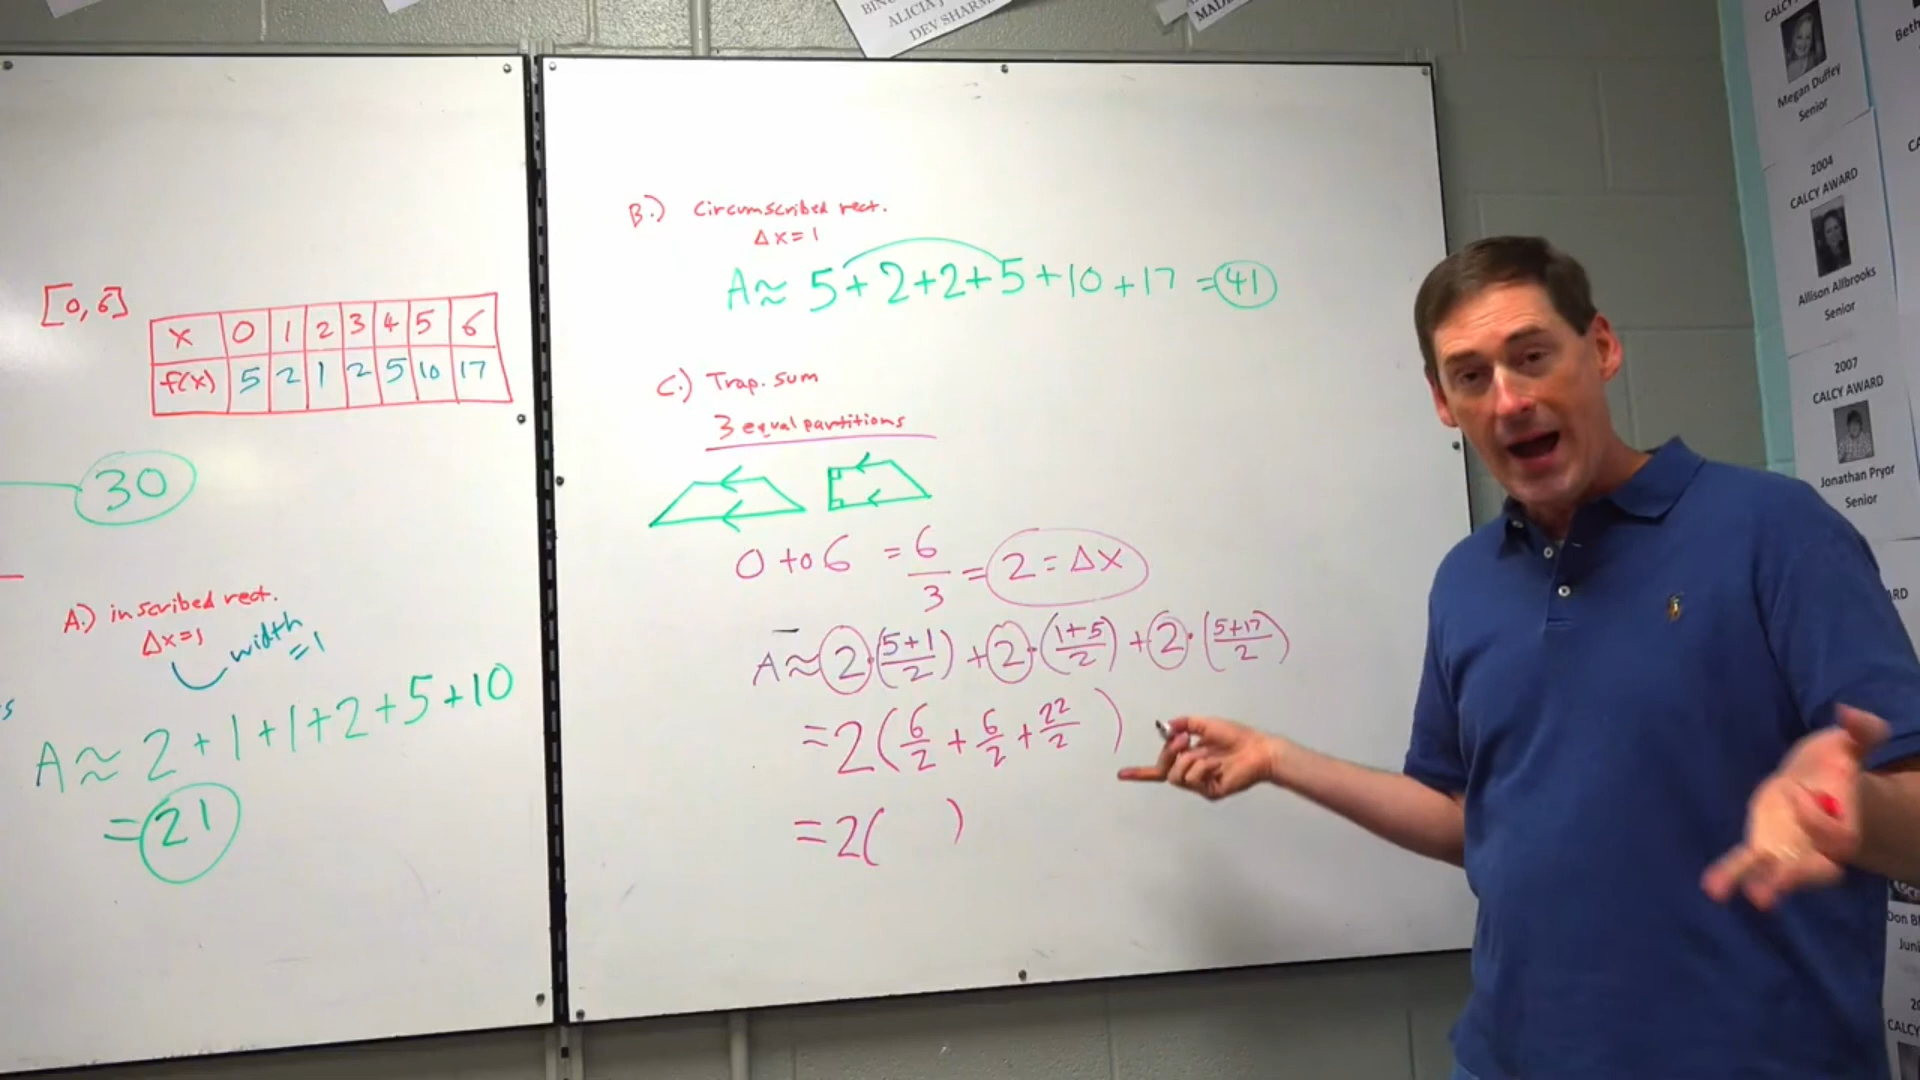 ALICIA
DEV SHARMA
[0,6]
x 0 1 2 3 4 5 6
f(x) 5 2 1 2 5 10 17
30
A.) inscribed rect.
Δx=1
width
=1
A≈ 2+1+1+2+5+10
=21
B.) Circumscribed rect.
Δx=1
A≈ 5+2+2+5+10+17 =41
C.) Trap. sum
3 equal partitions
0 to 6 = 6/3 = 2 = Δx
A≈2·(5+1/2)+2·(1+5/2)+2·(5+17/2)
=2(6/2+6/2+22/2)
=2( )
Megan Duffey
Senior
2004
CALCY AWARD
Allison Allbrooks
Senior
2007
CALCY AWARD
Jonathan Pryor
Senior